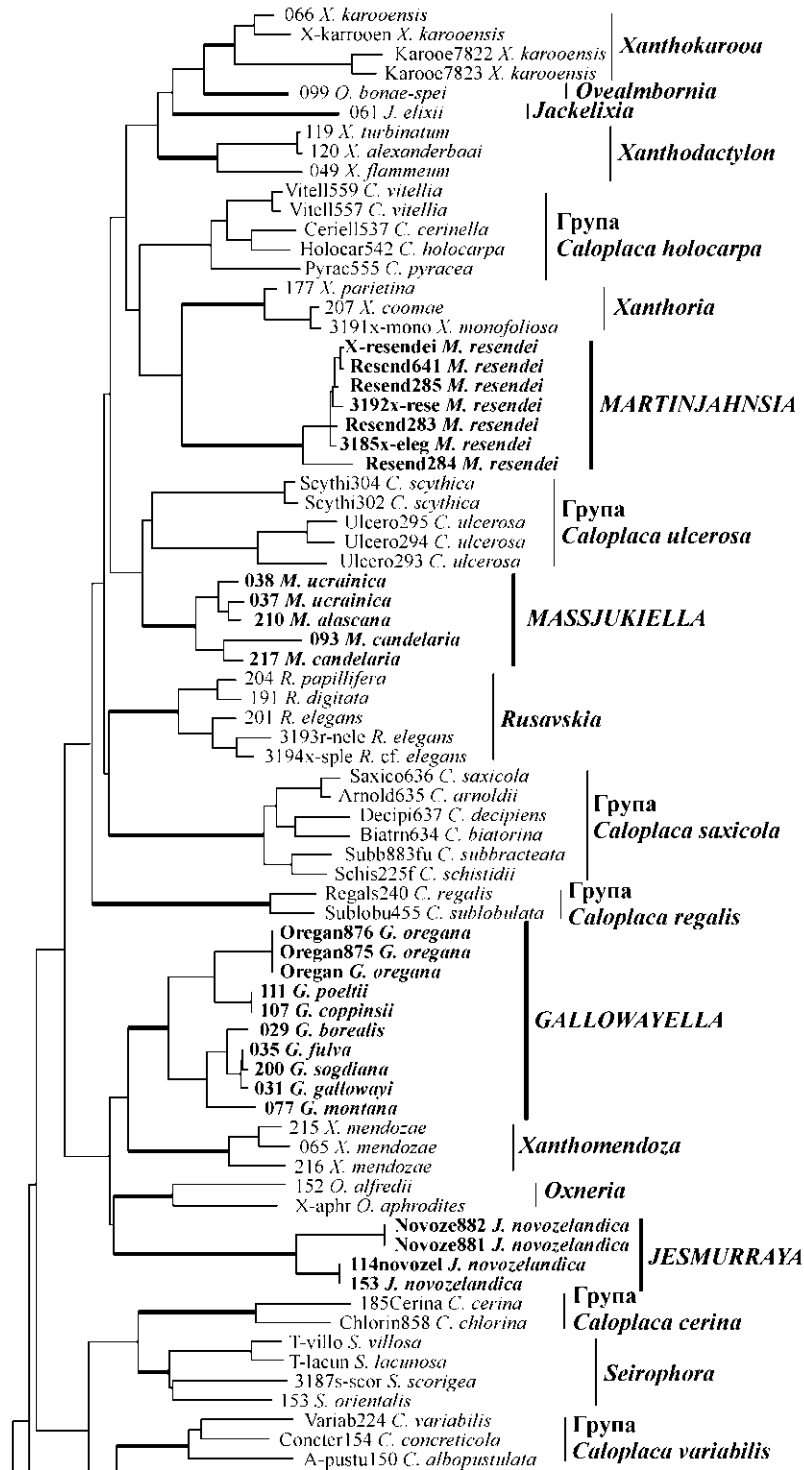 066 X. karooensis
X-karrooen X. karooensis
Karooe7822 X. karooensis
Karooe7823 X. karooensis
Xanthokarooa
099 O. bonae-spei
Ovealmbornia
061 J. elixii
Jackelixia
119 X. turbinatum
120 X. alexanderbaai
049 X. flammeum
Xanthodactylon
Vitell559 C. vitellia
Vitell557 C. vitellia
Ceriell537 C. cerinella
Holocar542 C. holocarpa
Pyrac555 C. pyracea
Група
Caloplaca holocarpa
177 X. parietina
207 X. coomae
3191x-mono X. monofoliosa
Xanthoria
X-resendei M. resendei
Resend641 M. resendei
Resend285 M. resendei
3192x-rese M. resendei
Resend283 M. resendei
3185x-eleg M. resendei
Resend284 M. resendei
MARTINJAHNSIA
Scythi304 C. scythica
Scythi302 C. scythica
Ulcero295 C. ulcerosa
Ulcero294 C. ulcerosa
Ulcero293 C. ulcerosa
Група
Caloplaca ulcerosa
038 M. ucrainica
037 M. ucrainica
210 M. alascana
093 M. candelaria
217 M. candelaria
MASSJUKIELLA
204 R. papillifera
191 R. digitata
201 R. elegans
3193r-nele R. elegans
3194x-sple R. cf. elegans
Rusavskia
Saxico636 C. saxicola
Arnold635 C. arnoldii
Decipi637 C. decipiens
Biatrn634 C. biatorina
Subb883fu C. subbracteata
Schis225f C. schistidii
Група
Caloplaca saxicola
Regals240 C. regalis
Sublobu455 C. sublobulata
Група
Caloplaca regalis
Oregan876 G. oregana
Oregan875 G. oregana
Oregan G. oregana
111 G. poeltii
107 G. coppinsii
029 G. borealis
035 G. fulva
200 G. sogdiana
031 G. gallowayi
077 G. montana
GALLOWAYELLA
215 X. mendozae
065 X. mendozae
216 X. mendozae
Xanthomendoza
152 O. alfredii
X-aphr O. aphrodites
Oxneria
Novoze882 J. novozelandica
Novoze881 J. novozelandica
114novozel J. novozelandica
153 J. novozelandica
JESMURRAYA
185Cerina C. cerina
Chlorin858 C. chlorina
Група
Caloplaca cerina
T-villo S. villosa
T-lacun S. lacunosa
3187s-scor S. scorigea
153 S. orientalis
Seirophora
Variab224 C. variabilis
Concter154 C. concreticola
A-pustu150 C. albopustulata
Група
Caloplaca variabilis